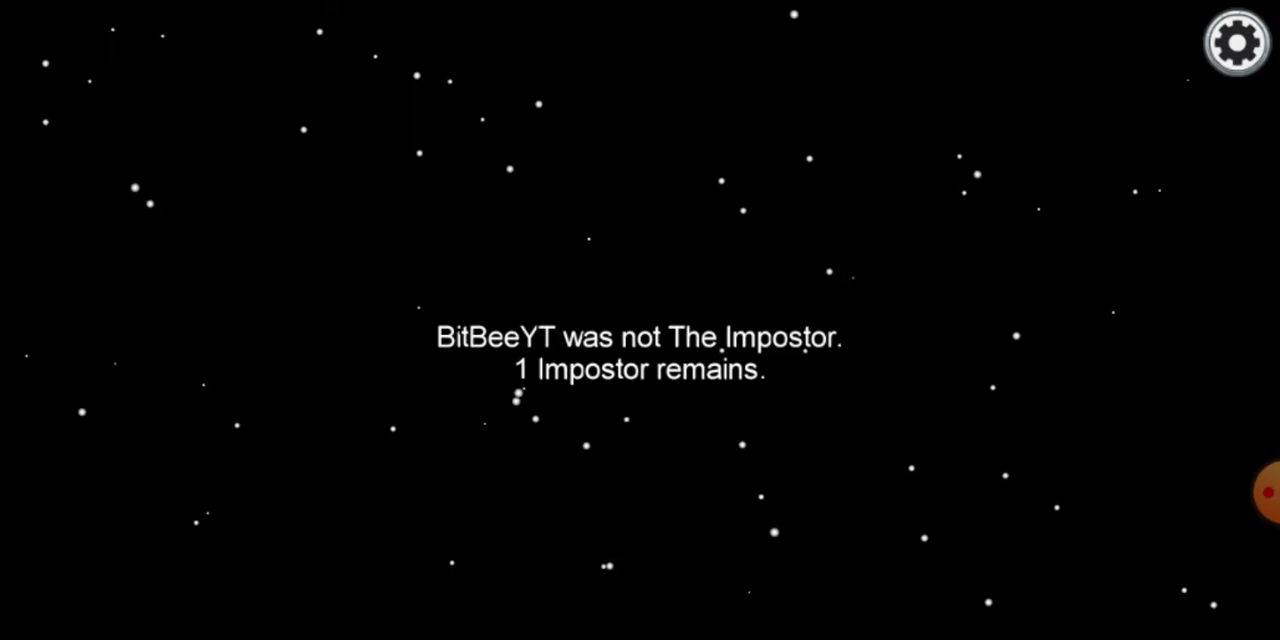 BitBeeYT was not The Impostor.
1 Impostor remains.